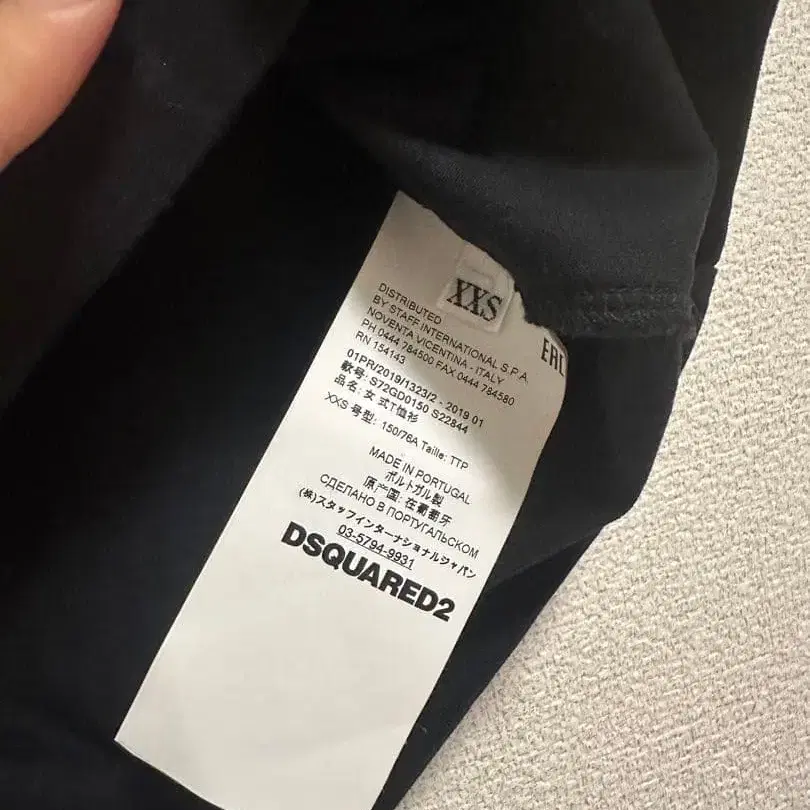 XXS
DISTRIBUTED
BY STAFF INTERNATIONAL S.P.A.
NOVENTA VICENTINA - ITALY
PH 0444 784500 FAX 0444 784580
RN 154143
EAC
01PR/2019/1323/2 - 2019 01
款号: S72GD0150 S22844
品名: 女 式T恤衫
XXS 号型: 150/76A Taille: TTP
MADE IN PORTUGAL
ポルトガル製
原产国: 在葡萄牙
СДЕЛАНО В ПОРТУГАЛЬСКОМ
(株)スタッフインターナショナルジャパン
03-5794-9931
DSQUARED2